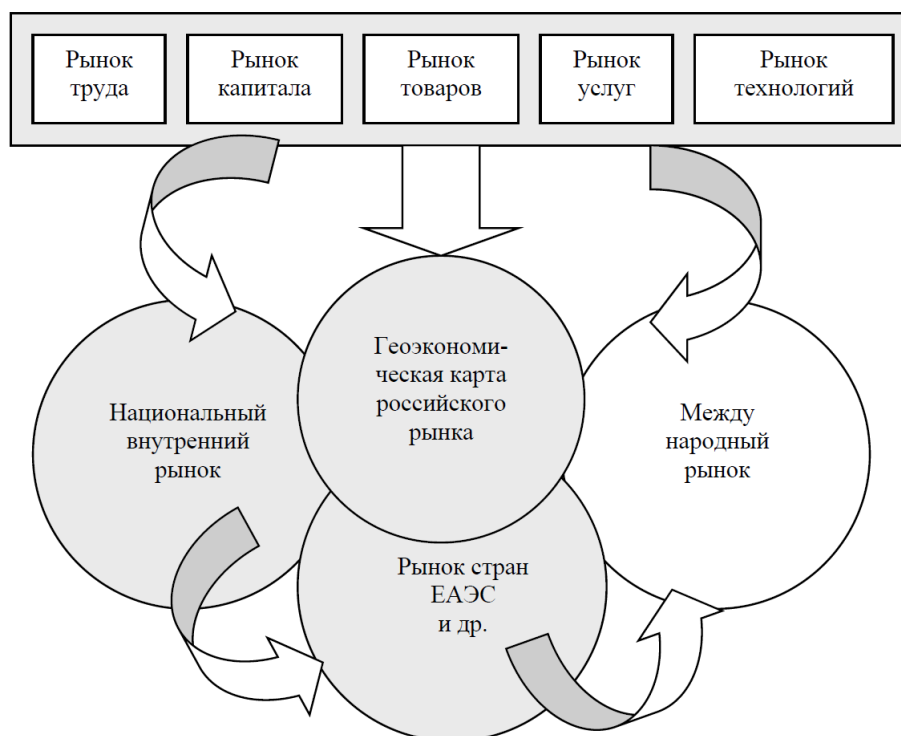 Рынок
труда
Рынок
капитала
Рынок
товаров
Рынок
услуг
Рынок
технологий
Геоэкономи-
ческая карта
российского
рынка
Национальный
внутренний
рынок
Между
народный
рынок
Рынок стран
ЕАЭС
и др.